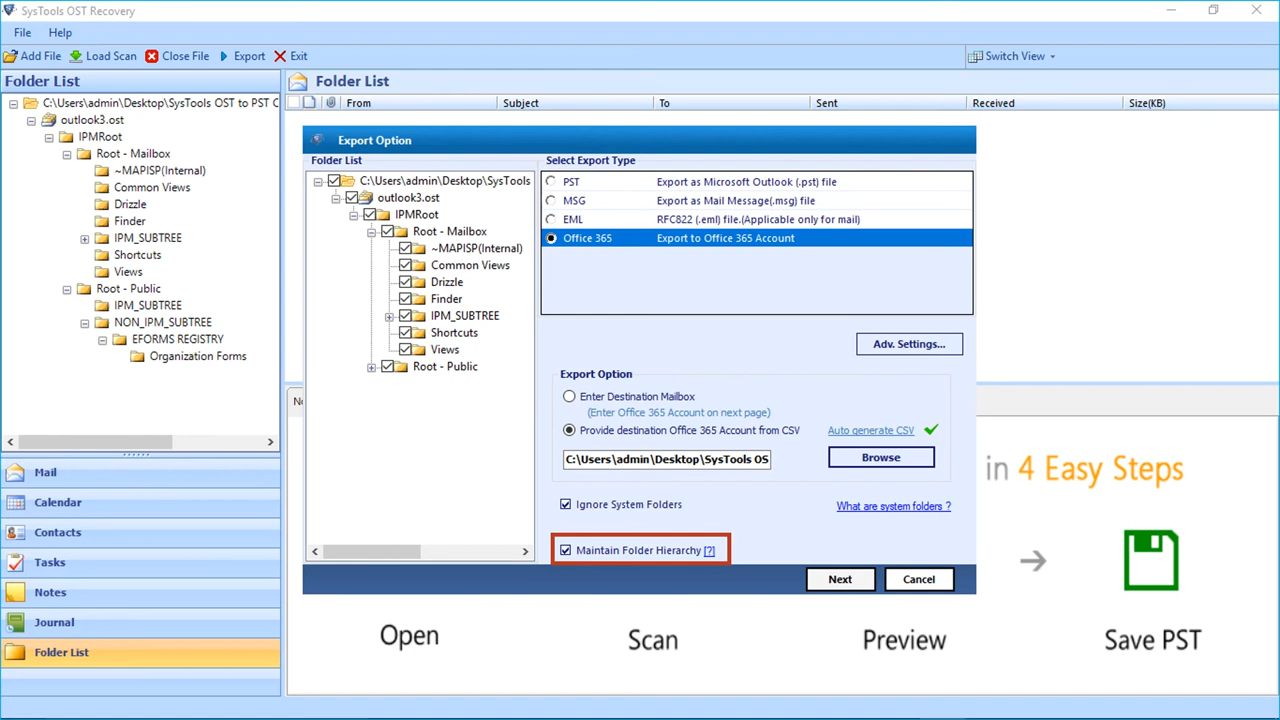 SysTools OST Recovery
File Help
Add File Load Scan Close File Export Exit Switch View
Folder List
C:\Users\admin\Desktop\SysTools OST to PST C
outlook3.ost
IPMRoot
Root - Mailbox
~MAPISP(Internal)
Common Views
Drizzle
Finder
IPM_SUBTREE
Shortcuts
Views
Root - Public
IPM_SUBTREE
NON_IPM_SUBTREE
EFORMS REGISTRY
Organization Forms
Mail
Calendar
Contacts
Tasks
Notes
Journal
Folder List
Folder List
From Subject To Sent Received Size(KB)
Export Option
Folder List
C:\Users\admin\Desktop\SysTools
outlook3.ost
IPMRoot
Root - Mailbox
~MAPISP(Internal)
Common Views
Drizzle
Finder
IPM_SUBTREE
Shortcuts
Views
Root - Public
Select Export Type
PST Export as Microsoft Outlook (.pst) file
MSG Export as Mail Message(.msg) file
EML RFC822 (.eml) file.(Applicable only for mail)
Office 365 Export to Office 365 Account
Adv. Settings...
Export Option
Enter Destination Mailbox
(Enter Office 365 Account on next page)
Provide destination Office 365 Account from CSV Auto generate CSV
C:\Users\admin\Desktop\SysTools OS Browse
Ignore System Folders What are system folders ?
Maintain Folder Hierarchy [?]
Next Cancel
in 4 Easy Steps
Open Scan Preview Save PST